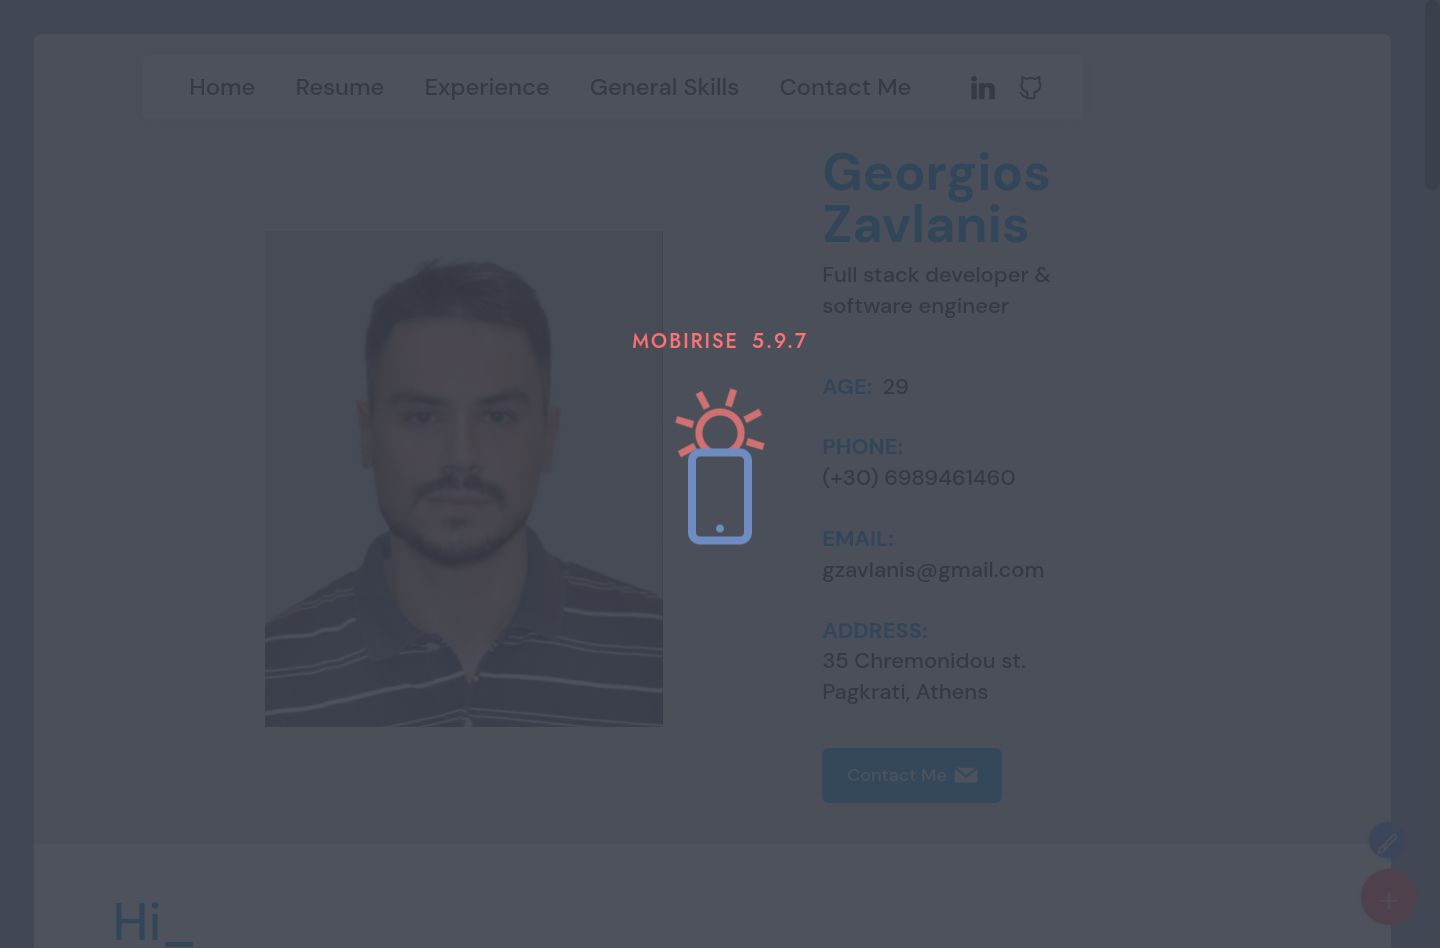 Home Resume Experience General Skills Contact Me in
Georgios
Zavlanis
Full stack developer &
software engineer
MOBIRISE 5.9.7
AGE: 29
PHONE:
(+30) 6989461460
EMAIL:
gzavlanis@gmail.com
ADDRESS:
35 Chremonidou st.
Pagkrati, Athens
Contact Me
Hi_